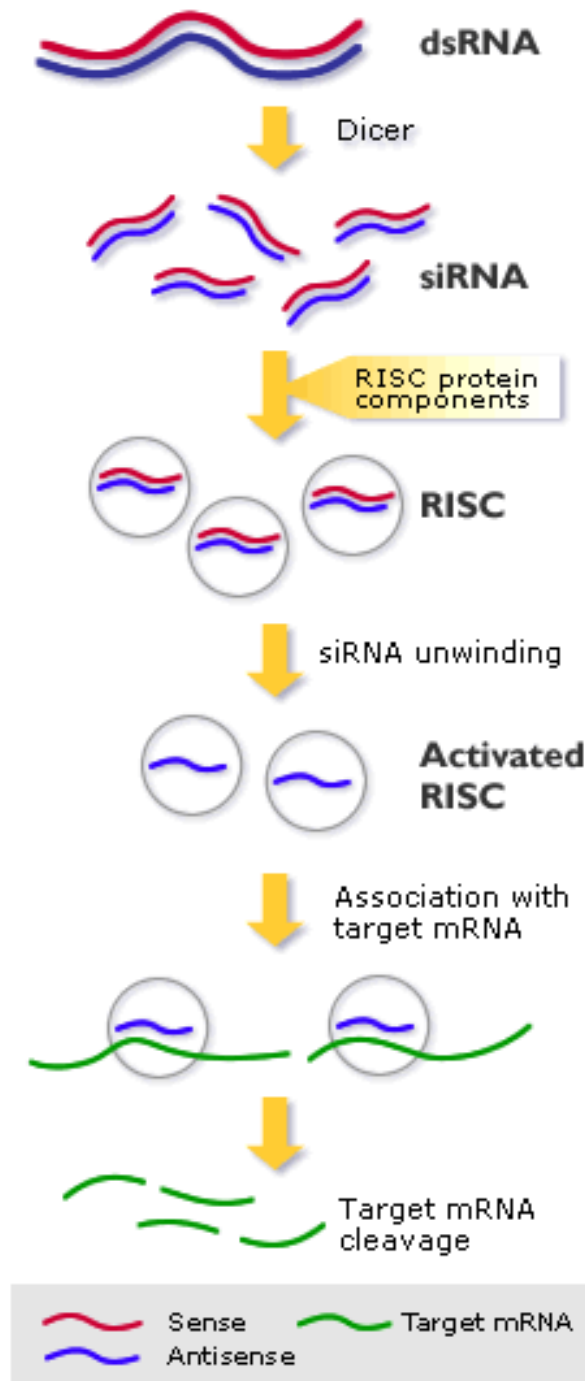 dsRNA
Dicer
siRNA
RISC protein
components
RISC
siRNA unwinding
Activated
RISC
Association with
target mRNA
Target mRNA
cleavage
Sense
Target mRNA
Antisense